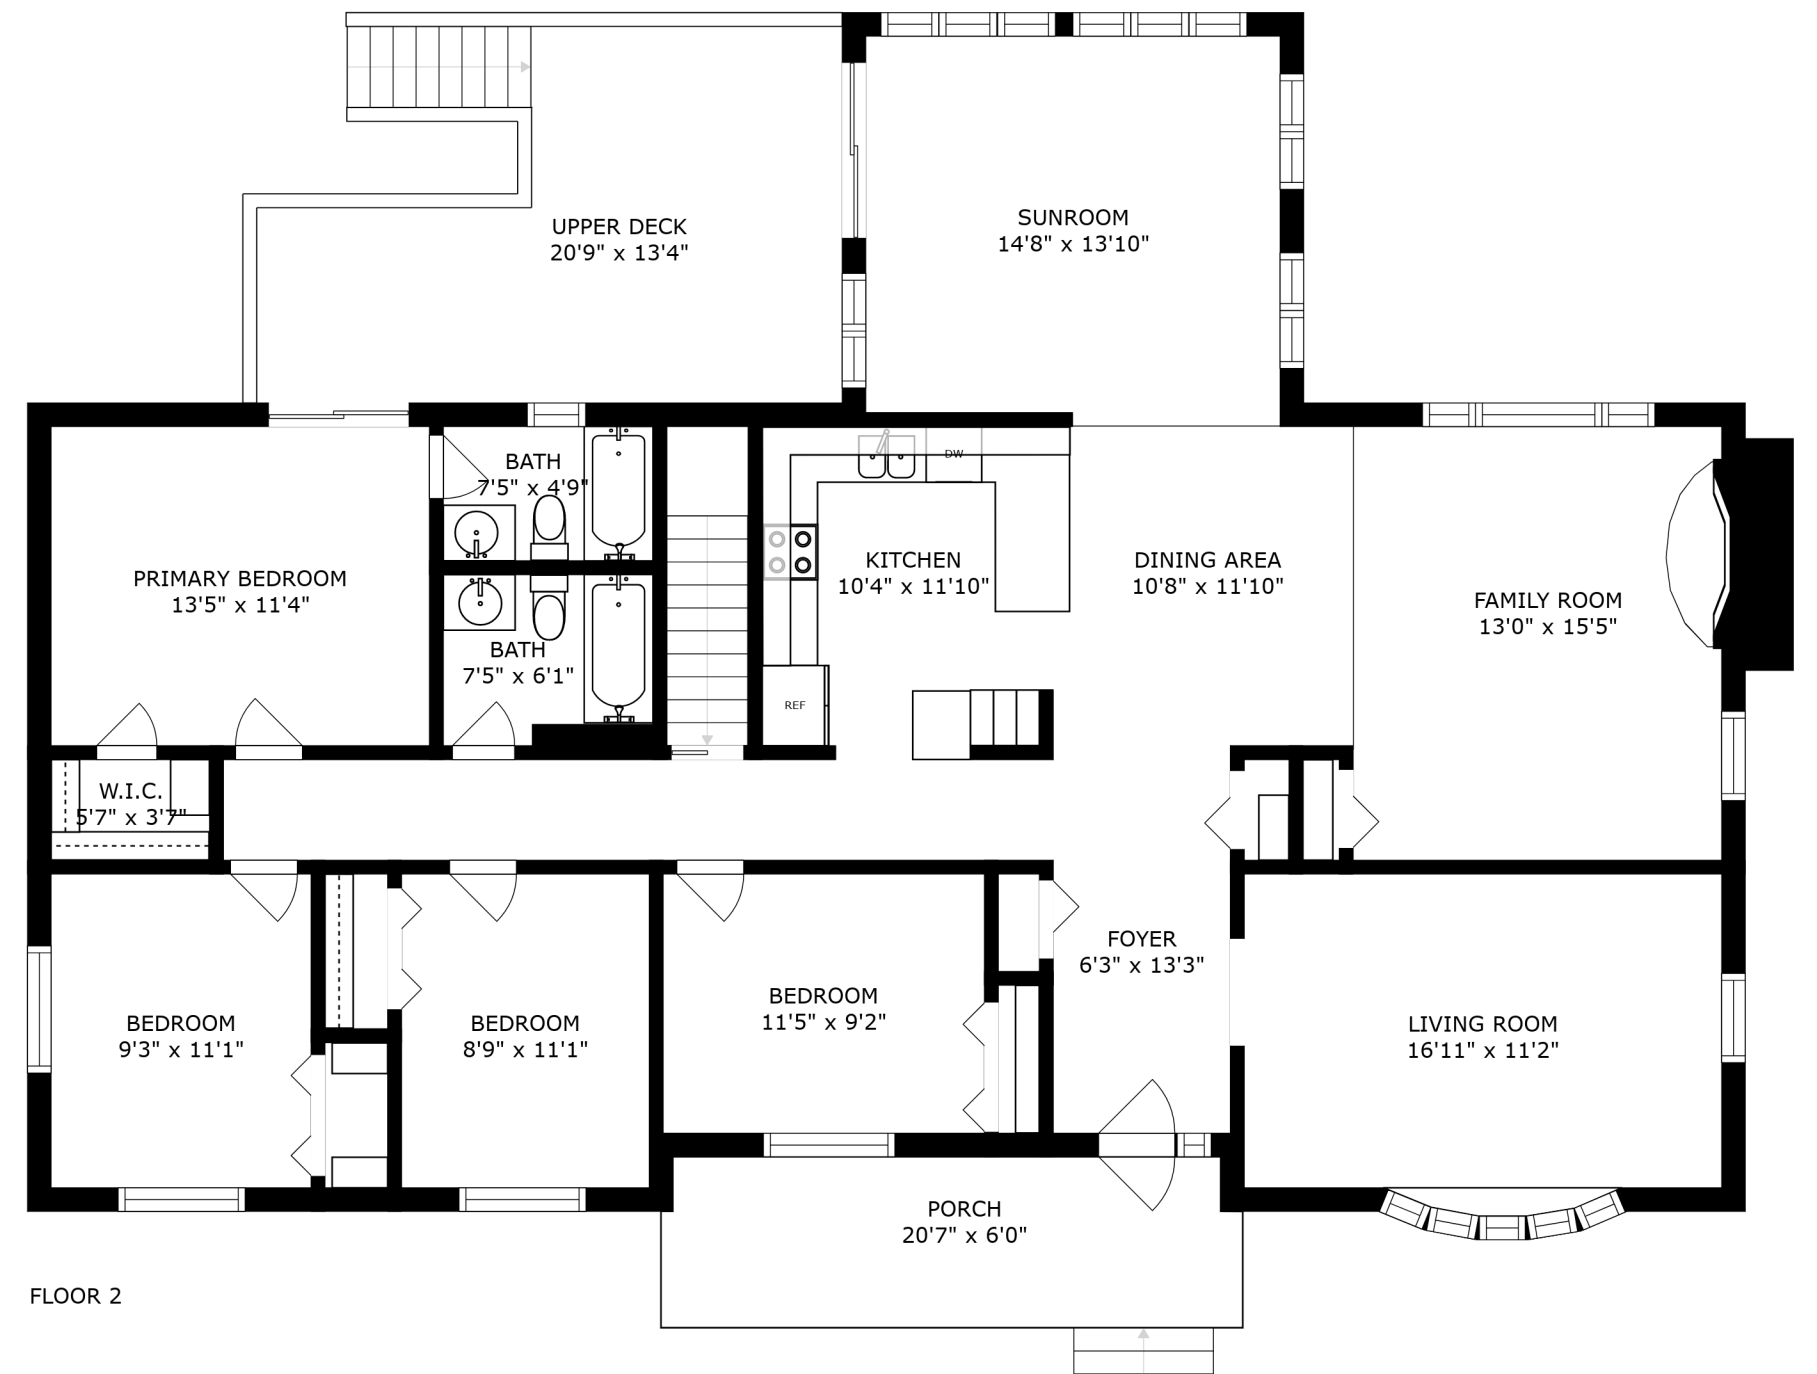 UPPER DECK
20'9" x 13'4"
SUNROOM
14'8" x 13'10"
BATH
7'5" x 4'9"
DW
PRIMARY BEDROOM
13'5" x 11'4"
KITCHEN
10'4" x 11'10"
DINING AREA
10'8" x 11'10"
FAMILY ROOM
13'0" x 15'5"
BATH
7'5" x 6'1"
REF
W.I.C.
5'7" x 3'7"
FOYER
6'3" x 13'3"
BEDROOM
9'3" x 11'1"
BEDROOM
8'9" x 11'1"
BEDROOM
11'5" x 9'2"
LIVING ROOM
16'11" x 11'2"
PORCH
20'7" x 6'0"
FLOOR 2